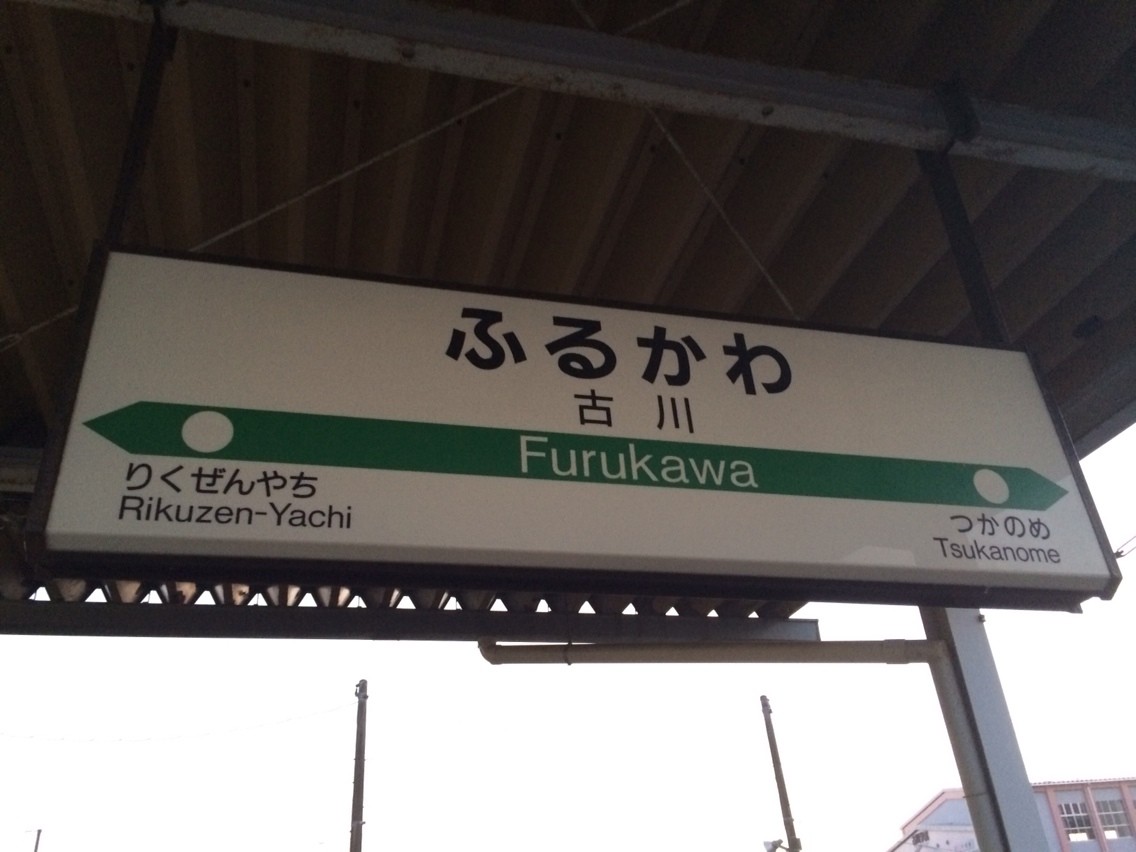 ふるかわ
古川
Furukawa
りくぜんやち
Rikuzen-Yachi
つかのめ
Tsukanome